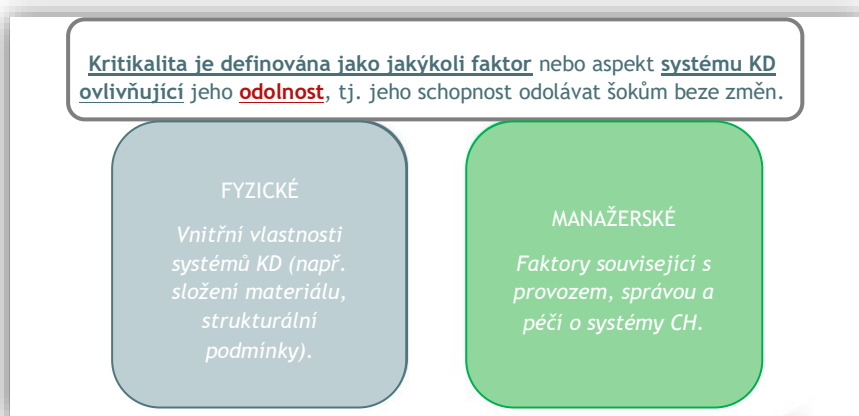 Kritikalita je definována jako jakýkoli faktor nebo aspekt systému KD
ovlivňující jeho odolnost, tj. jeho schopnost odolávat šokům beze změn.
FYZICKÉ
Vnitřní vlastnosti
systémů KD (např.
složení materiálu,
strukturální
podmínky).
MANAŽERSKÉ
Faktory související s
provozem, správou a
péčí o systémy CH.